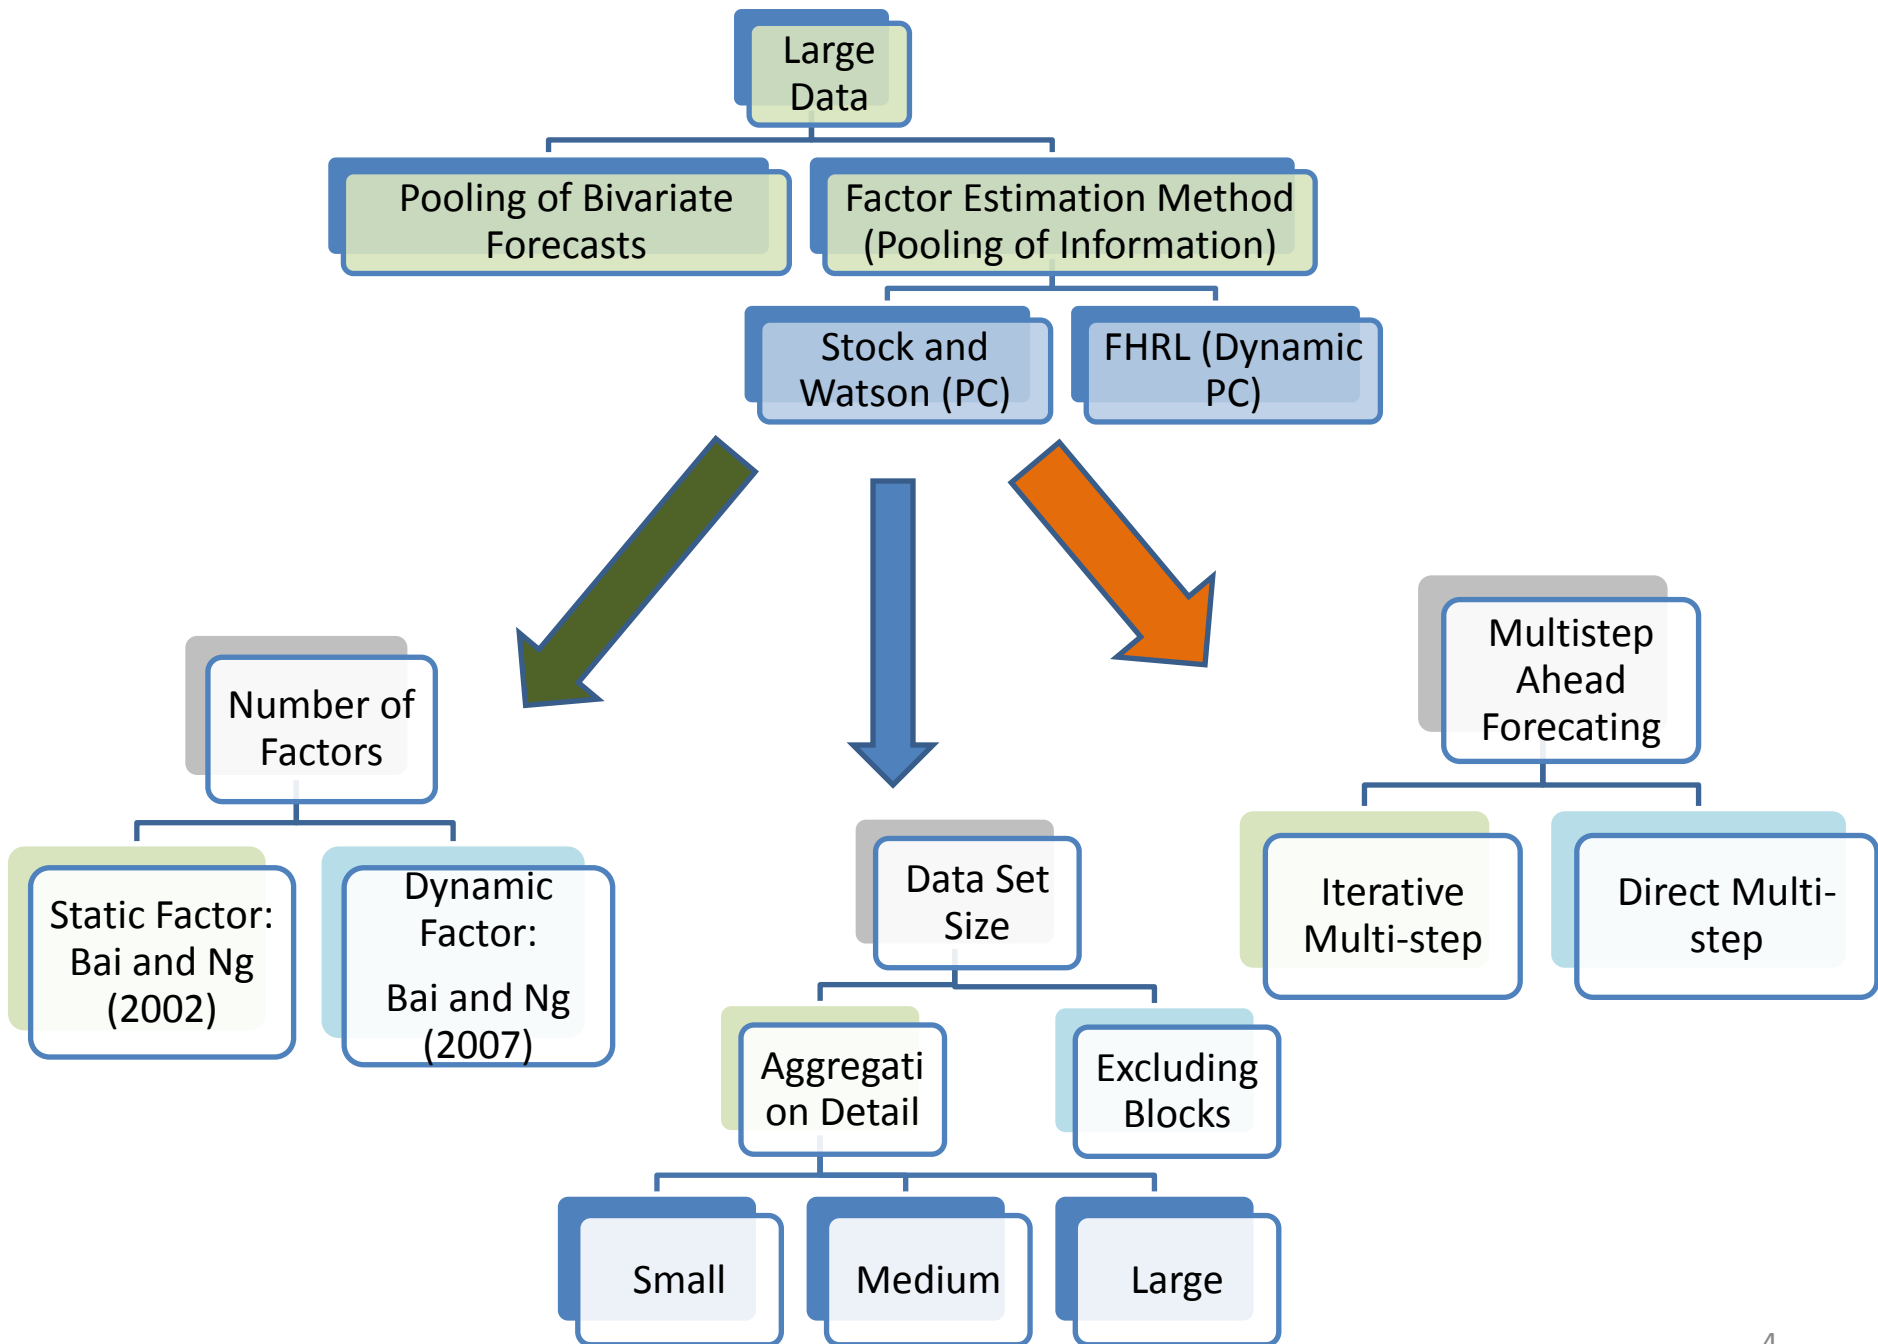 Large
Data
Pooling of Bivariate
Forecasts
Factor Estimation Method
(Pooling of Information)
Stock and
Watson (PC)
FHRL (Dynamic
PC)
Number of
Factors
Static Factor:
Bai and Ng
(2002)
Dynamic
Factor:
Bai and Ng
(2007)
Data Set
Size
Aggregati
on Detail
Excluding
Blocks
Small
Medium
Large
Multistep
Ahead
Forecating
Iterative
Multi-step
Direct Multi-
step
4